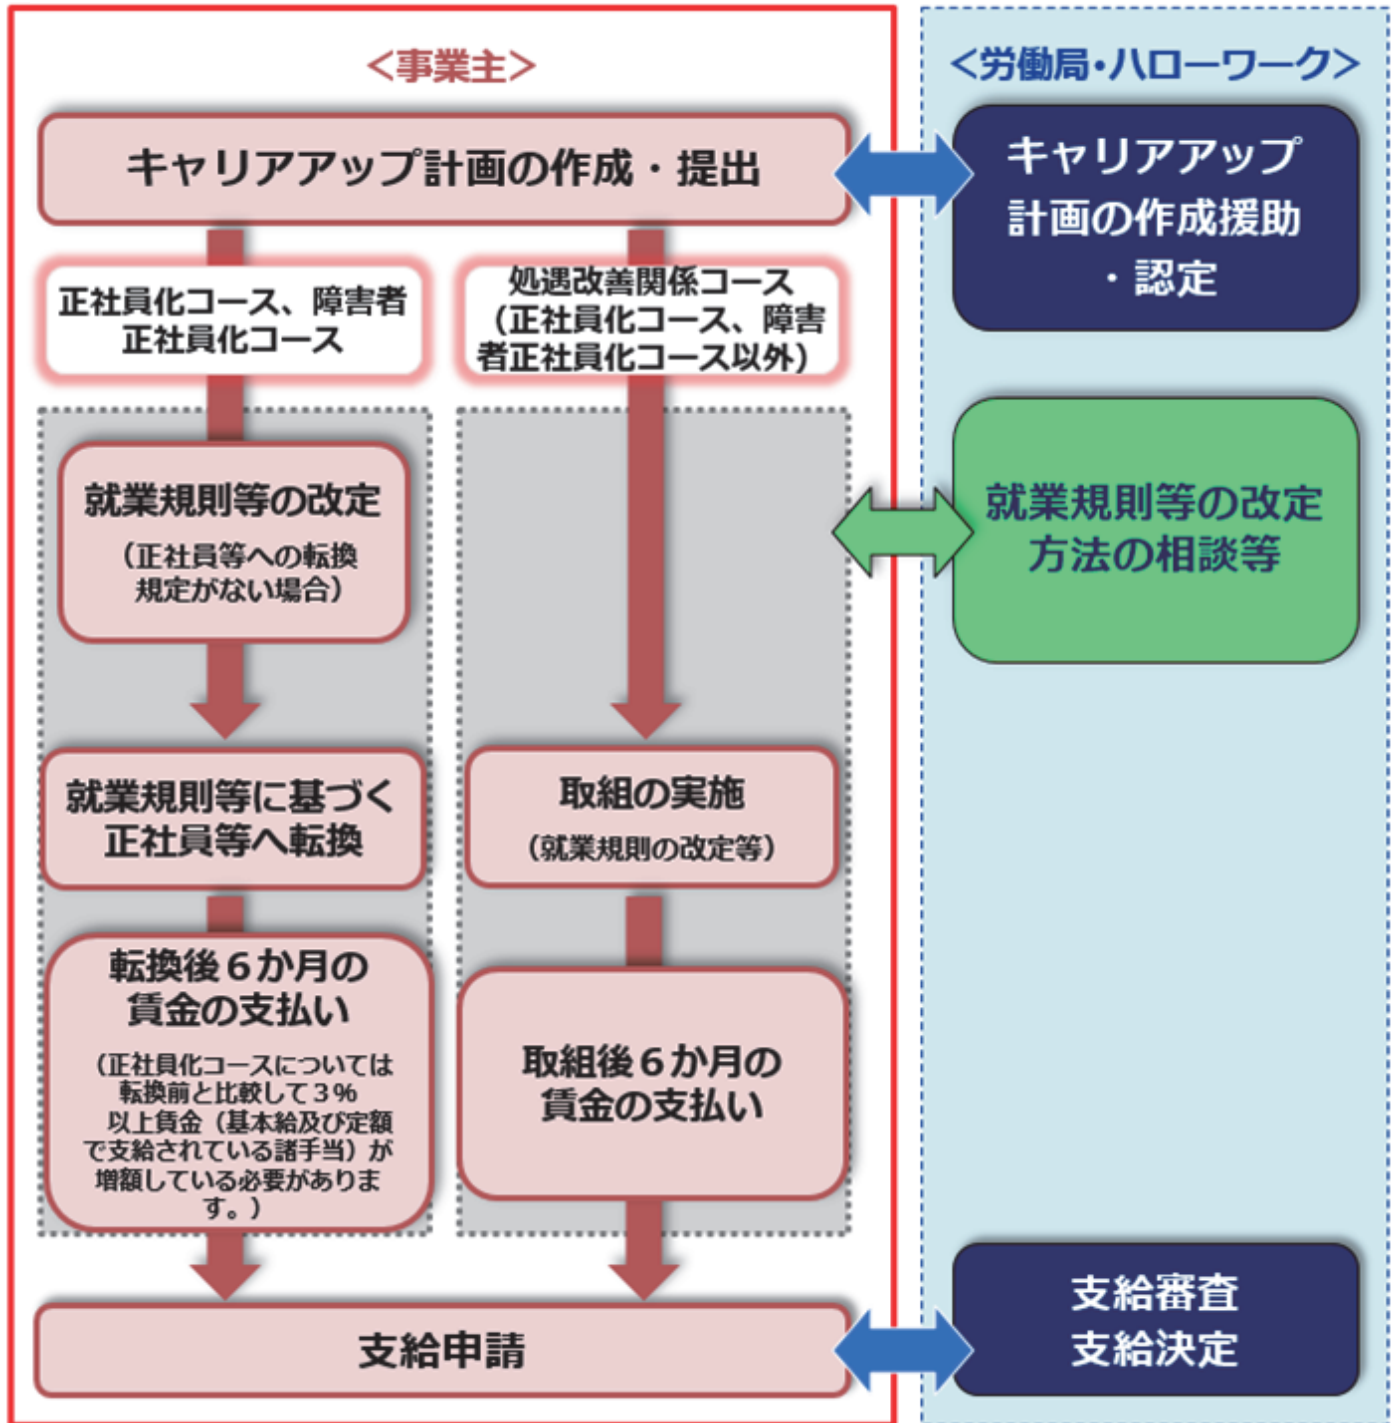 ＜事業主＞
キャリアアップ計画の作成・提出
正社員化コース、障害者
正社員化コース
処遇改善関係コース
（正社員化コース、障害
者正社員化コース以外）
就業規則等の改定
（正社員等への転換
規定がない場合）
就業規則等に基づく
正社員等へ転換
取組の実施
（就業規則の改定等）
転換後６か月の
賃金の支払い
（正社員化コースについては
転換前と比較して３％
以上賃金（基本給及び定額
で支給されている諸手当）が
増額している必要がありま
す。）
取組後６か月の
賃金の支払い
支給申請
＜労働局・ハローワーク＞
キャリアアップ
計画の作成援助
・認定
就業規則等の改定
方法の相談等
支給審査
支給決定